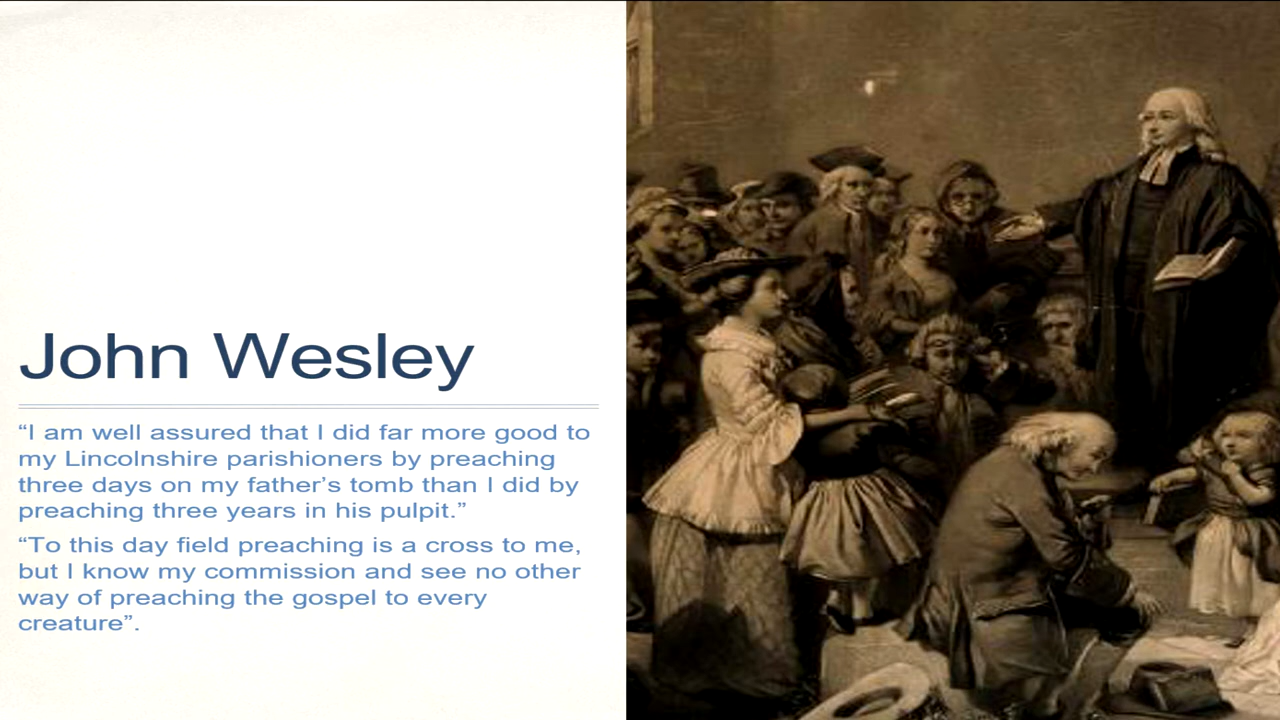 John Wesley
“I am well assured that I did far more good to
my Lincolnshire parishioners by preaching
three days on my father’s tomb than I did by
preaching three years in his pulpit.”
“To this day field preaching is a cross to me,
but I know my commission and see no other
way of preaching the gospel to every
creature”.